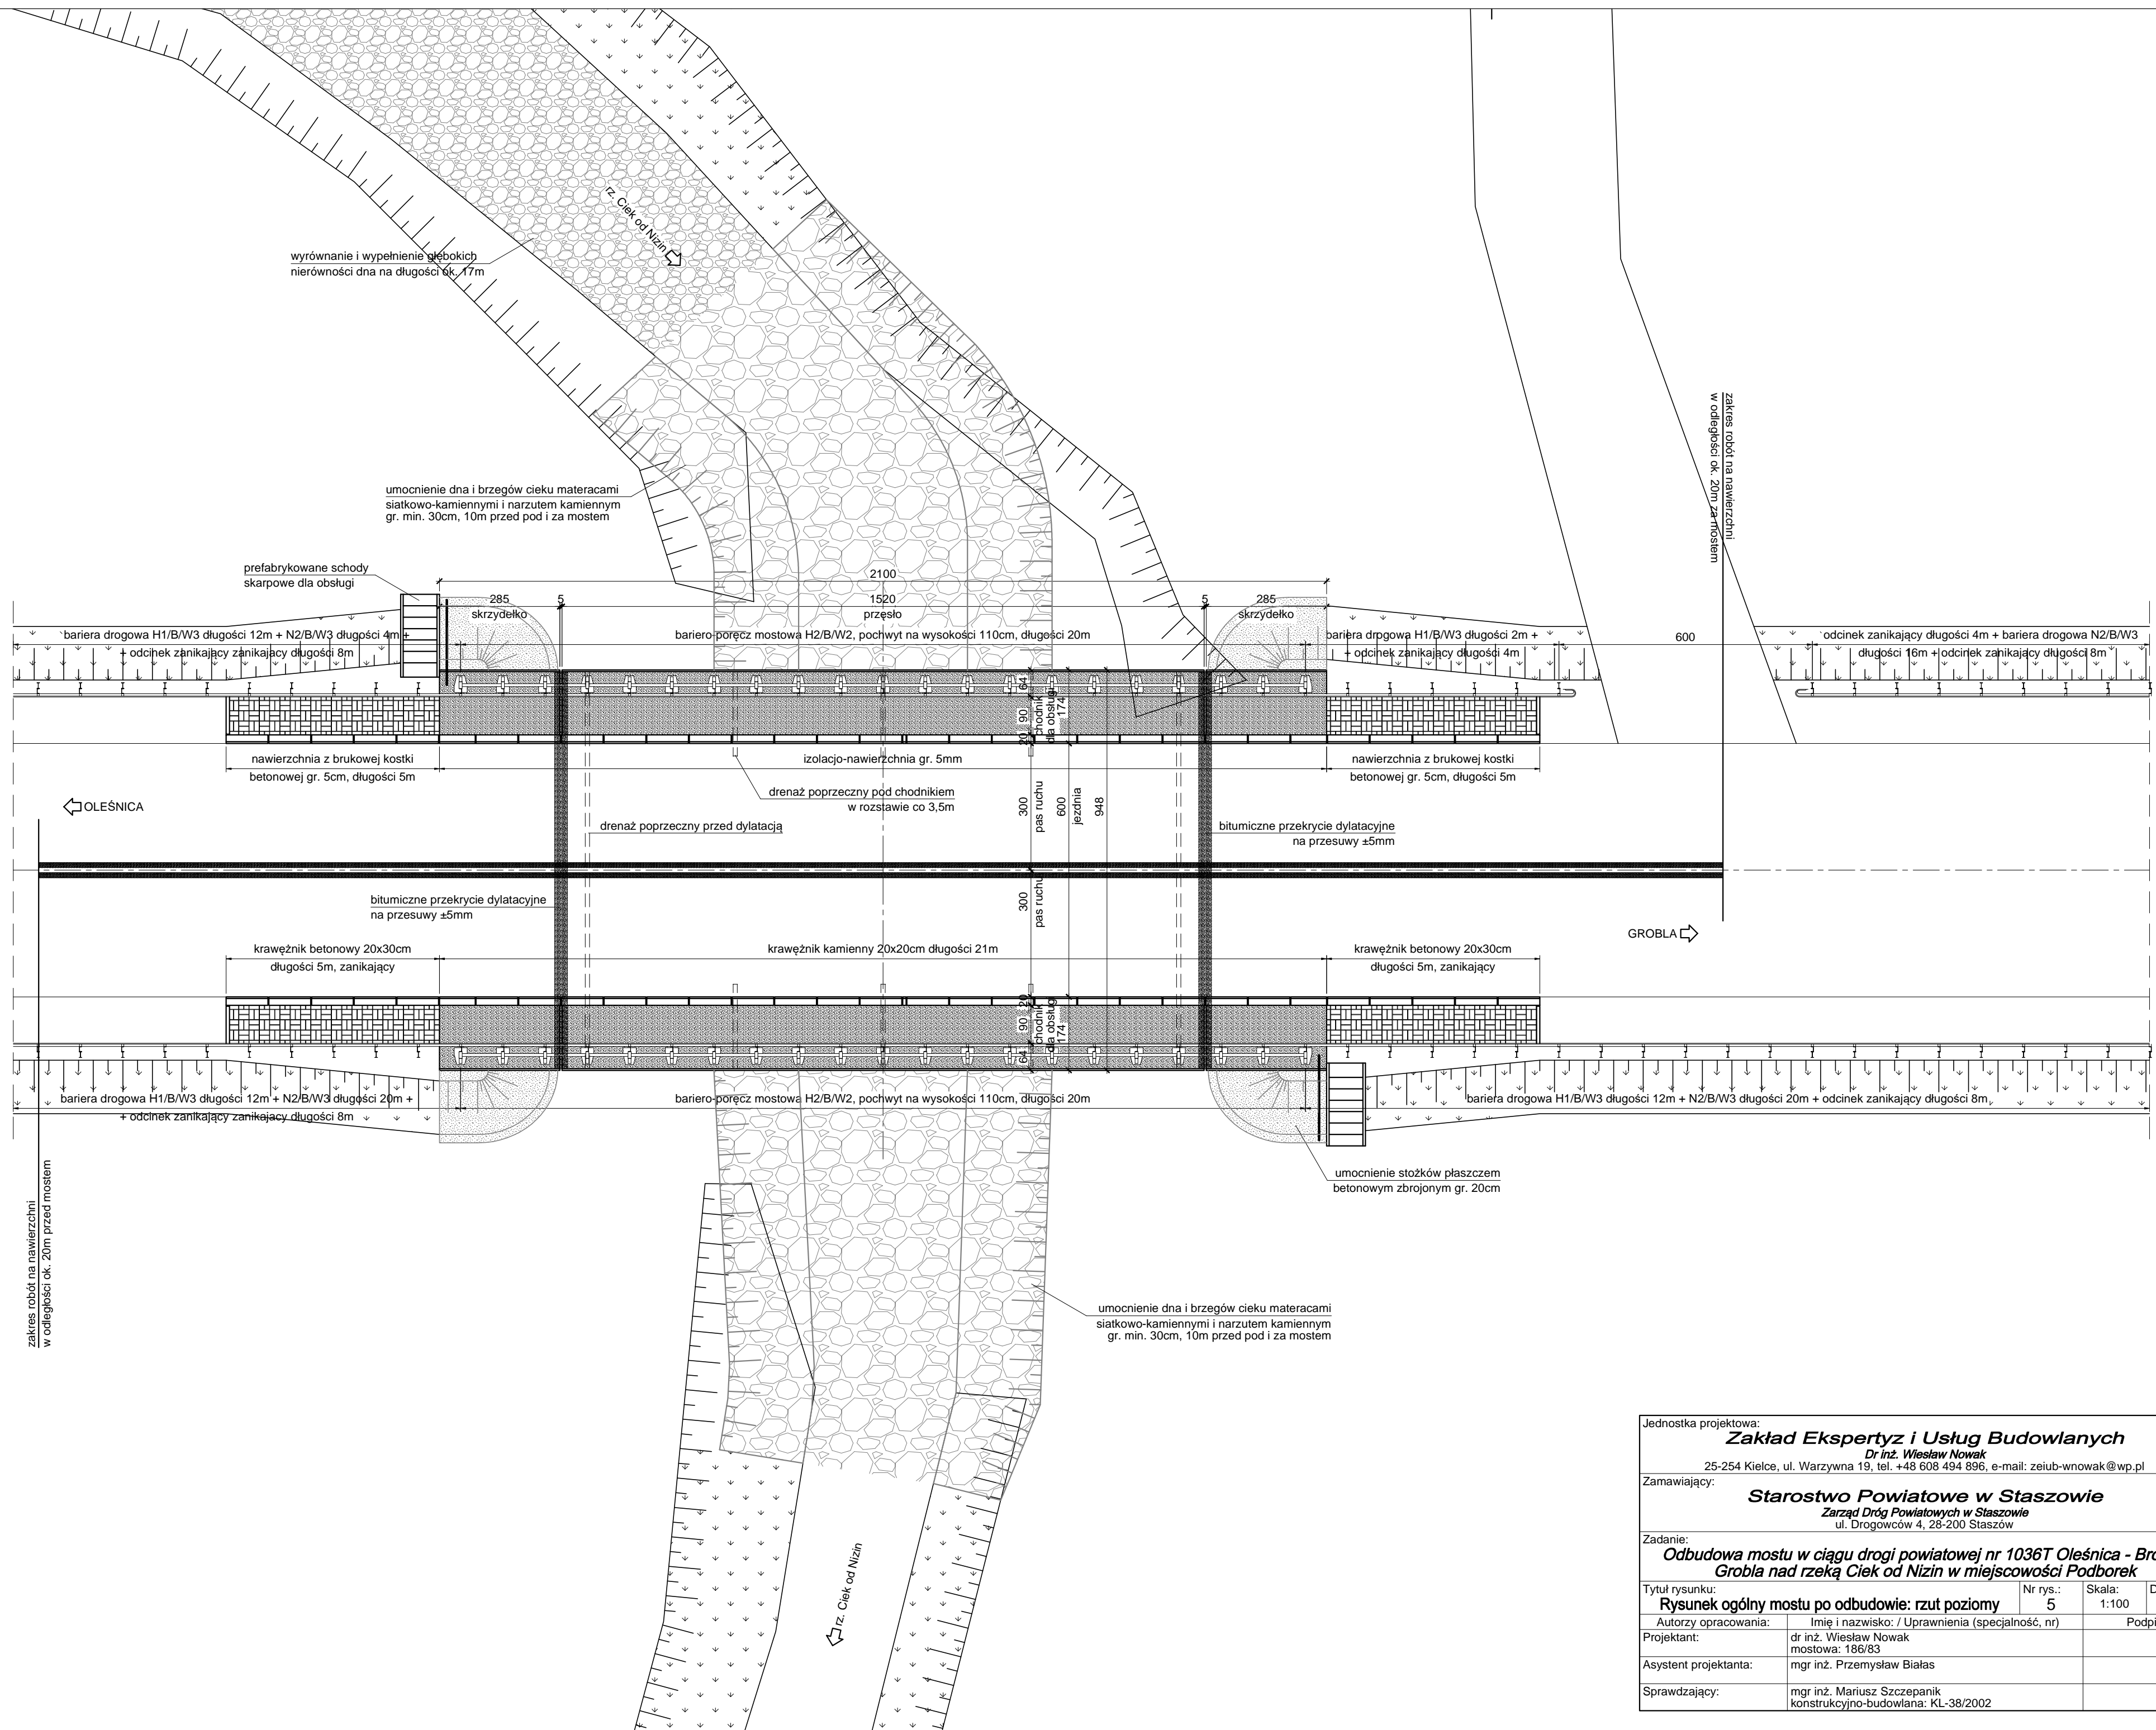 rz. Ciek od Nizin
wyrównanie i wypełnienie głębokich
nierówności dna na długości ok. 17m
zakres robót na nawierzchni
w odległości ok. 20m za mostem
umocnienie dna i brzegów cieku materacami
siatkowo-kamiennymi i narzutem kamiennym
gr. min. 30cm, 10m przed pod i za mostem
prefabrykowane schody
skarpowe dla obsługi
2100
285
skrzydełko
5
1520
przęsło
5
285
skrzydełko
bariera drogowa H1/B/W3 długości 12m + N2/B/W3 długości 4m +
+ odcinek zanikający zanikający długości 8m
bariero-poręcz mostowa H2/B/W2, pochwyt na wysokości 110cm, długości 20m
bariera drogowa H1/B/W3 długości 2m +
+ odcinek zanikający długości 4m
600
odcinek zanikający długości 4m + bariera drogowa N2/B/W3
długości 16m + odcinek zanikający długości 8m
64
90
20
chodnik
dla obsługi
174
nawierzchnia z brukowej kostki
betonowej gr. 5cm, długości 5m
izolacjo-nawierzchnia gr. 5mm
nawierzchnia z brukowej kostki
betonowej gr. 5cm, długości 5m
OLEŚNICA
drenaż poprzeczny pod chodnikiem
w rozstawie co 3,5m
drenaż poprzeczny przed dylatacją
300
pas ruchu
600
jezdnia
948
bitumiczne przekrycie dylatacyjne
na przesuwy ±5mm
bitumiczne przekrycie dylatacyjne
na przesuwy ±5mm
300
pas ruchu
GROBLA
krawężnik betonowy 20x30cm
długości 5m, zanikający
krawężnik kamienny 20x20cm długości 21m
krawężnik betonowy 20x30cm
długości 5m, zanikający
20
90
64
chodnik
dla obsługi
174
bariera drogowa H1/B/W3 długości 12m + N2/B/W3 długości 20m +
+ odcinek zanikający zanikający długości 8m
bariero-poręcz mostowa H2/B/W2, pochwyt na wysokości 110cm, długości 20m
bariera drogowa H1/B/W3 długości 12m + N2/B/W3 długości 20m + odcinek zanikający długości 8m
zakres robót na nawierzchni
w odległości ok. 20m przed mostem
umocnienie stożków płaszczem
betonowym zbrojonym gr. 20cm
umocnienie dna i brzegów cieku materacami
siatkowo-kamiennymi i narzutem kamiennym
gr. min. 30cm, 10m przed pod i za mostem
rz. Ciek od Nizin
Jednostka projektowa:
Zakład Ekspertyz i Usług Budowlanych
Dr inż. Wiesław Nowak
25-254 Kielce, ul. Warzywna 19, tel. +48 608 494 896, e-mail: zeiub-wnowak@wp.pl
Zamawiający:
Starostwo Powiatowe w Staszowie
Zarząd Dróg Powiatowych w Staszowie
ul. Drogowców 4, 28-200 Staszów
Zadanie:
Odbudowa mostu w ciągu drogi powiatowej nr 1036T Oleśnica -
Grobla nad rzeką Ciek od Nizin w miejscowości Podborek
Tytuł rysunku: Nr rys.: Skala:
Rysunek ogólny mostu po odbudowie: rzut poziomy 5 1:100
Autorzy opracowania: Imię i nazwisko: / Uprawnienia (specjalność, nr)
Projektant: dr inż. Wiesław Nowak
mostowa: 186/83
Asystent projektanta: mgr inż. Przemysław Białas
Sprawdzający: mgr inż. Mariusz Szczepanik
konstrukcyjno-budowlana: KL-38/2002